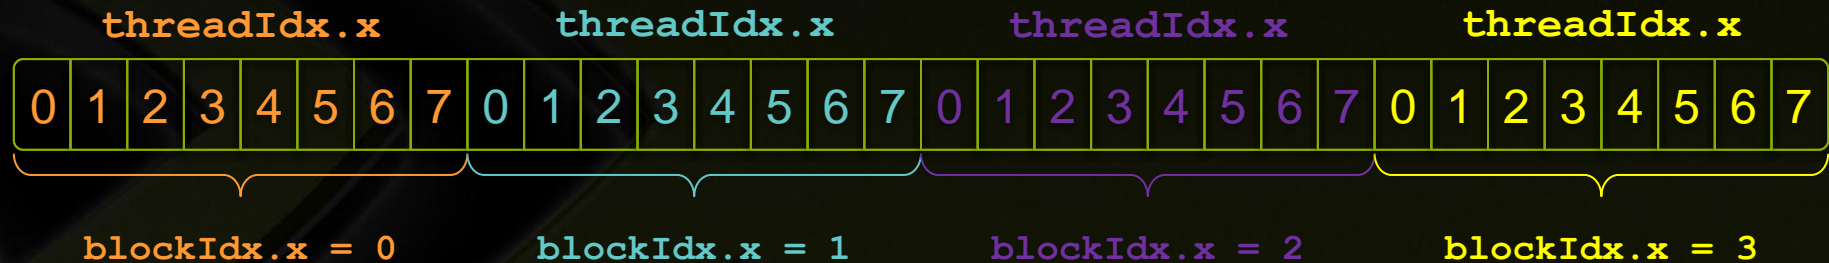 threadIdx.x threadIdx.x threadIdx.x threadIdx.x
0 1 2 3 4 5 6 7 0 1 2 3 4 5 6 7 0 1 2 3 4 5 6 7 0 1 2 3 4 5 6 7
blockIdx.x = 0 blockIdx.x = 1 blockIdx.x = 2 blockIdx.x = 3